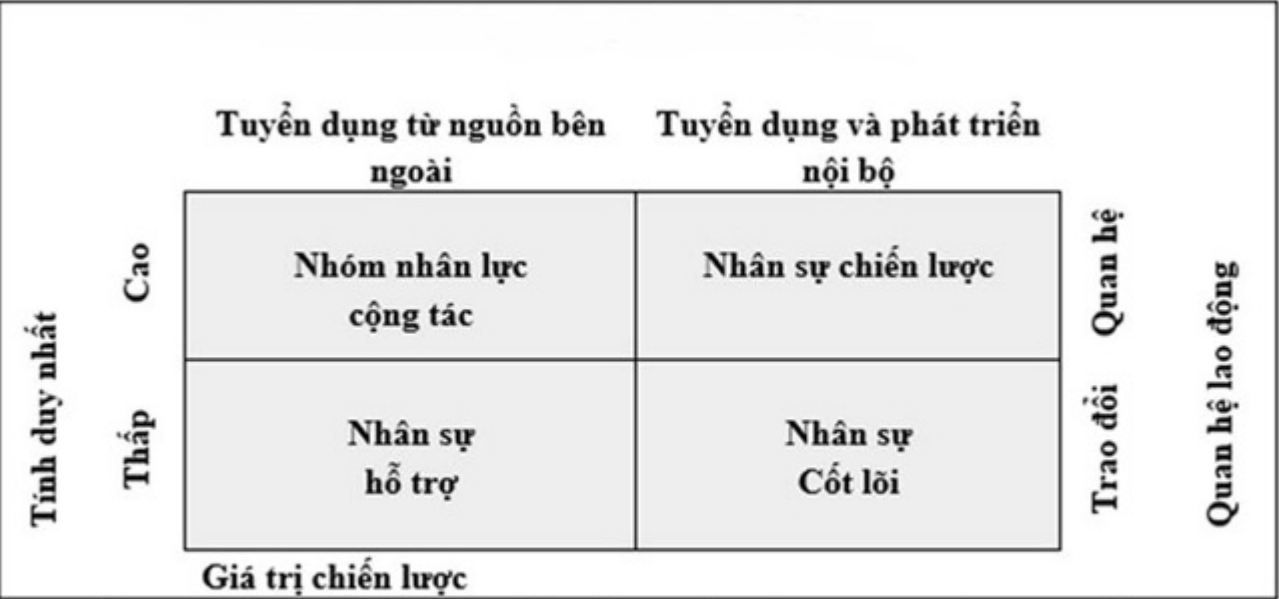 Tuyển dụng từ nguồn bên
ngoài
Tuyển dụng và phát triển
nội bộ
Tính duy nhất
Cao
Thấp
Nhóm nhân lực
cộng tác
Nhân sự chiến lược
Nhân sự
hỗ trợ
Nhân sự
Cốt lõi
Quan hệ
Trao đổi
Quan hệ lao động
Giá trị chiến lược